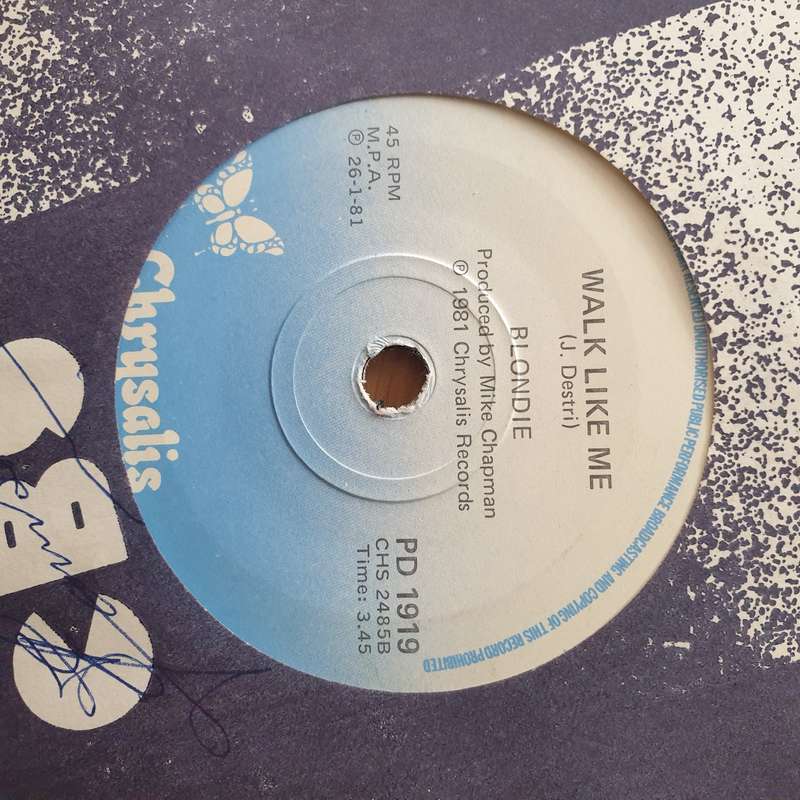 WALK LIKE ME
(J. Destri)
BLONDIE
Produced by Mike Chapman
℗ 1981 Chrysalis Records
45 RPM
M.P.A.
℗ 26-1-81
PD 1919
CHS 2485B
Time: 3.45
Chrysalis
UNAUTHORISED PUBLIC PERFORMANCE BROADCASTING AND COPYING OF THIS RECORD PROHIBITED